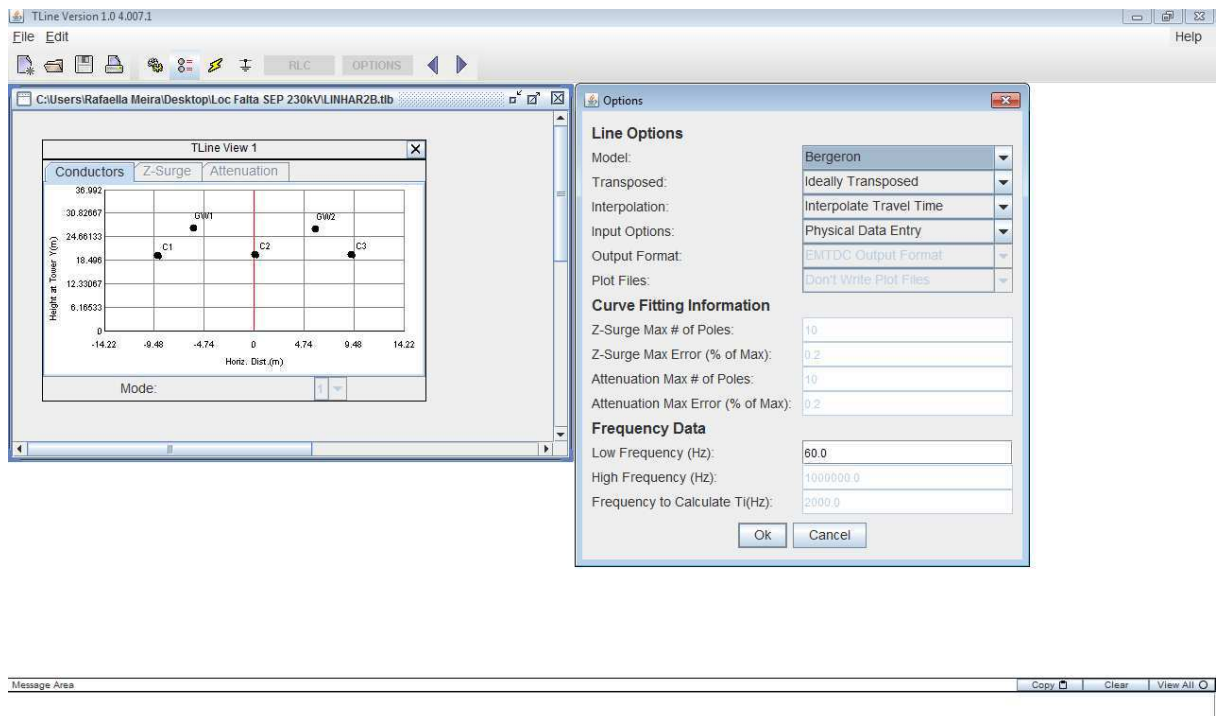 TLine Version 1.0 4.007.1
File Edit
Help
RLC OPTIONS
C:\Users\Rafaella Meira\Desktop\Loc Falta SEP 230kV\LINHAR2B.tlb
TLine View 1
Conductors Z-Surge Attenuation
36.992
30.82667
24.66133
18.496
12.33067
6.16533
0
Height at Tower Y(m)
GW1 GW2
C1 C2 C3
-14.22 -9.48 -4.74 0 4.74 9.48 14.22
Horiz. Dist.(m)
Mode: 1
Options
Line Options
Model: Bergeron
Transposed: Ideally Transposed
Interpolation: Interpolate Travel Time
Input Options: Physical Data Entry
Output Format: EMTDC Output Format
Plot Files: Don't Write Plot Files
Curve Fitting Information
Z-Surge Max # of Poles: 10
Z-Surge Max Error (% of Max): 0.2
Attenuation Max # of Poles: 10
Attenuation Max Error (% of Max): 0.2
Frequency Data
Low Frequency (Hz): 60.0
High Frequency (Hz): 1000000.0
Frequency to Calculate Ti(Hz): 2000.0
Ok Cancel
Message Area
Copy Clear View All